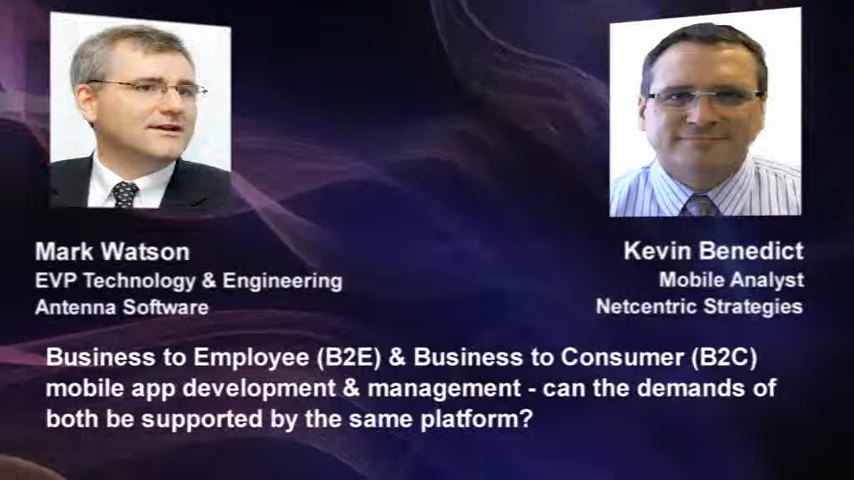 Mark Watson
EVP Technology & Engineering
Antenna Software
Kevin Benedict
Mobile Analyst
Netcentric Strategies
Business to Employee (B2E) & Business to Consumer (B2C)
mobile app development & management - can the demands of
both be supported by the same platform?